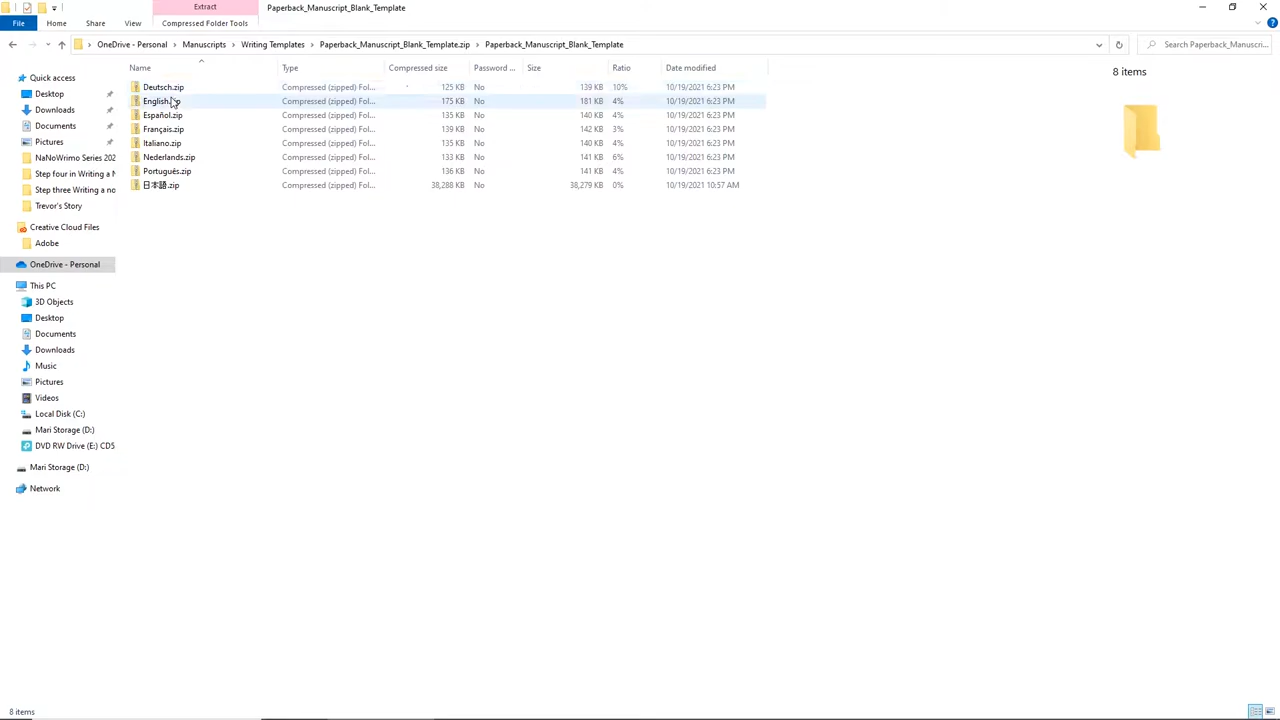 Extract
Paperback_Manuscript_Blank_Template
File Home Share View Compressed Folder Tools
OneDrive - Personal Manuscripts Writing Templates Paperback_Manuscript_Blank_Template.zip Paperback_Manuscript_Blank_Template
Search Paperback_Manuscri...
Name Type Compressed size Password ... Size Ratio Date modified
Deutsch.zip Compressed (zipped) Fol... 125 KB No 139 KB 10% 10/19/2021 6:23 PM
English.zip Compressed (zipped) Fol... 175 KB No 181 KB 4% 10/19/2021 6:23 PM
Español.zip Compressed (zipped) Fol... 135 KB No 140 KB 4% 10/19/2021 6:23 PM
Français.zip Compressed (zipped) Fol... 139 KB No 142 KB 3% 10/19/2021 6:23 PM
Italiano.zip Compressed (zipped) Fol... 135 KB No 140 KB 4% 10/19/2021 6:23 PM
Nederlands.zip Compressed (zipped) Fol... 133 KB No 141 KB 6% 10/19/2021 6:23 PM
Português.zip Compressed (zipped) Fol... 136 KB No 141 KB 4% 10/19/2021 6:23 PM
日本語.zip Compressed (zipped) Fol... 38,288 KB No 38,279 KB 0% 10/19/2021 10:57 AM
8 items
Quick access
Desktop
Downloads
Documents
Pictures
NaNoWrimo Series 202
Step four in Writing a N
Step three Writing a no
Trevor's Story
Creative Cloud Files
Adobe
OneDrive - Personal
This PC
3D Objects
Desktop
Documents
Downloads
Music
Pictures
Videos
Local Disk (C:)
Mari Storage (D:)
DVD RW Drive (E:) CD5
Mari Storage (D:)
Network
8 items